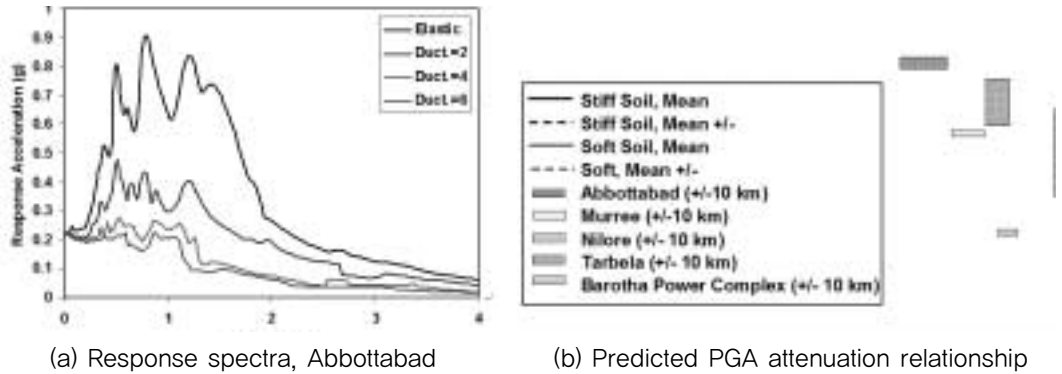 1
0.9
0.8
0.7
0.6
0.5
0.4
0.3
0.2
0.1
0
Response Acceleration (g)
0 1 2 3 4
Elastic
Duct.=2
Duct.=4
Duct.=6
(a) Response spectra, Abbottabad
Stiff Soil, Mean
Stiff Soil, Mean +/-
Soft Soil, Mean
Soft, Mean +/-
Abbottabad (+/-10 km)
Murree (+/-10 km)
Nilore (+/- 10 km)
Tarbela (+/- 10 km)
Barotha Power Complex (+/- 10 km)
(b) Predicted PGA attenuation relationship